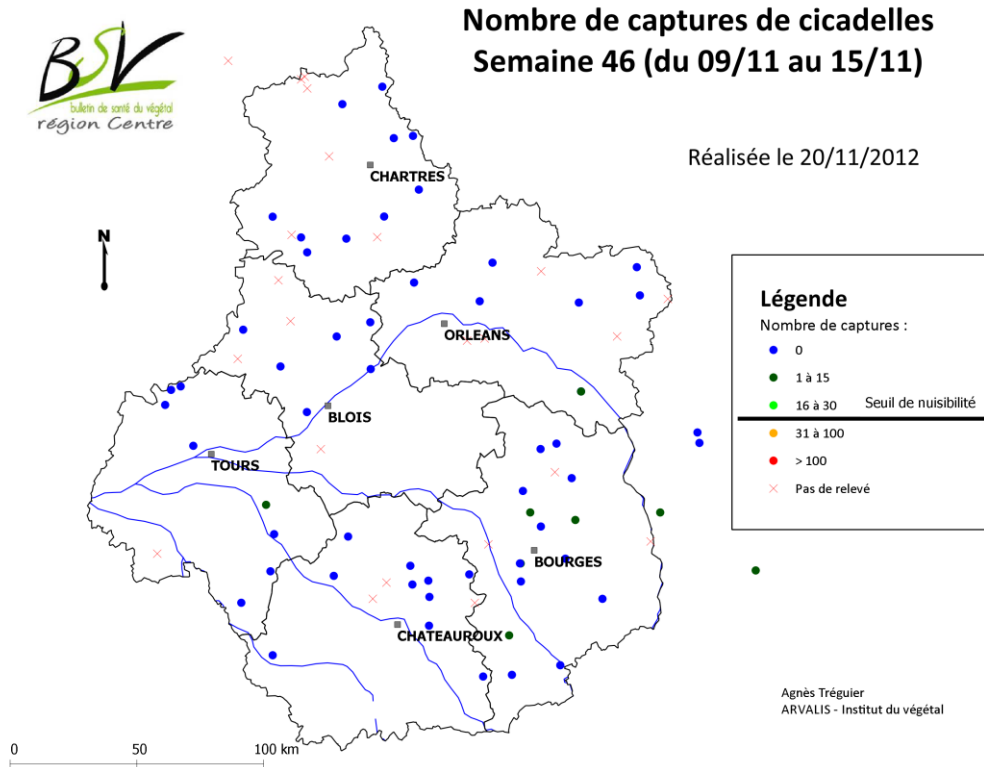 Nombre de captures de cicadelles
Semaine 46 (du 09/11 au 15/11)
BSV
bulletin de santé du végétal
région Centre
Réalisée le 20/11/2012
CHARTRES
N
ORLEANS
BLOIS
TOURS
BOURGES
CHATEAUROUX
Légende
Nombre de captures :
0
1 à 15
16 à 30 Seuil de nuisibilité
31 à 100
> 100
Pas de relevé
Agnès Tréguier
ARVALIS - Institut du végétal
0 50 100 km